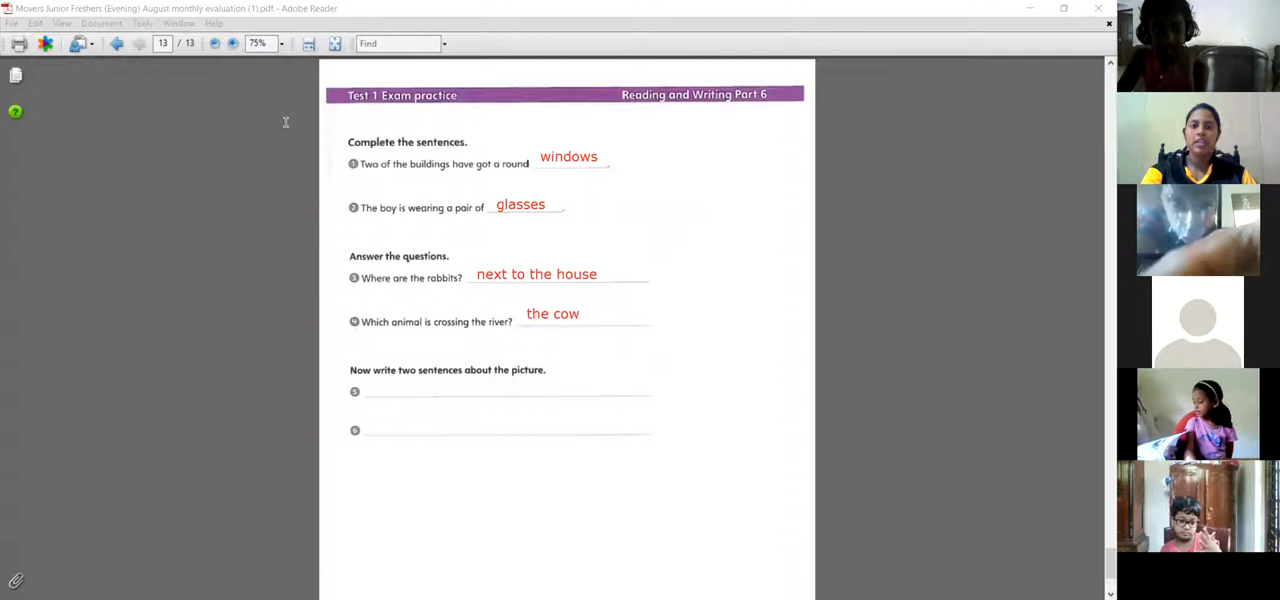 Movers Junior Freshers (Evening) August monthly evaluation (1).pdf - Adobe Reader
File Edit View Document Tools Window Help
13 / 13 75% Find
Test 1 Exam practice Reading and Writing Part 6
Complete the sentences.
1 Two of the buildings have got a round windows.
2 The boy is wearing a pair of glasses.
Answer the questions.
3 Where are the rabbits? next to the house
4 Which animal is crossing the river? the cow
Now write two sentences about the picture.
5
6